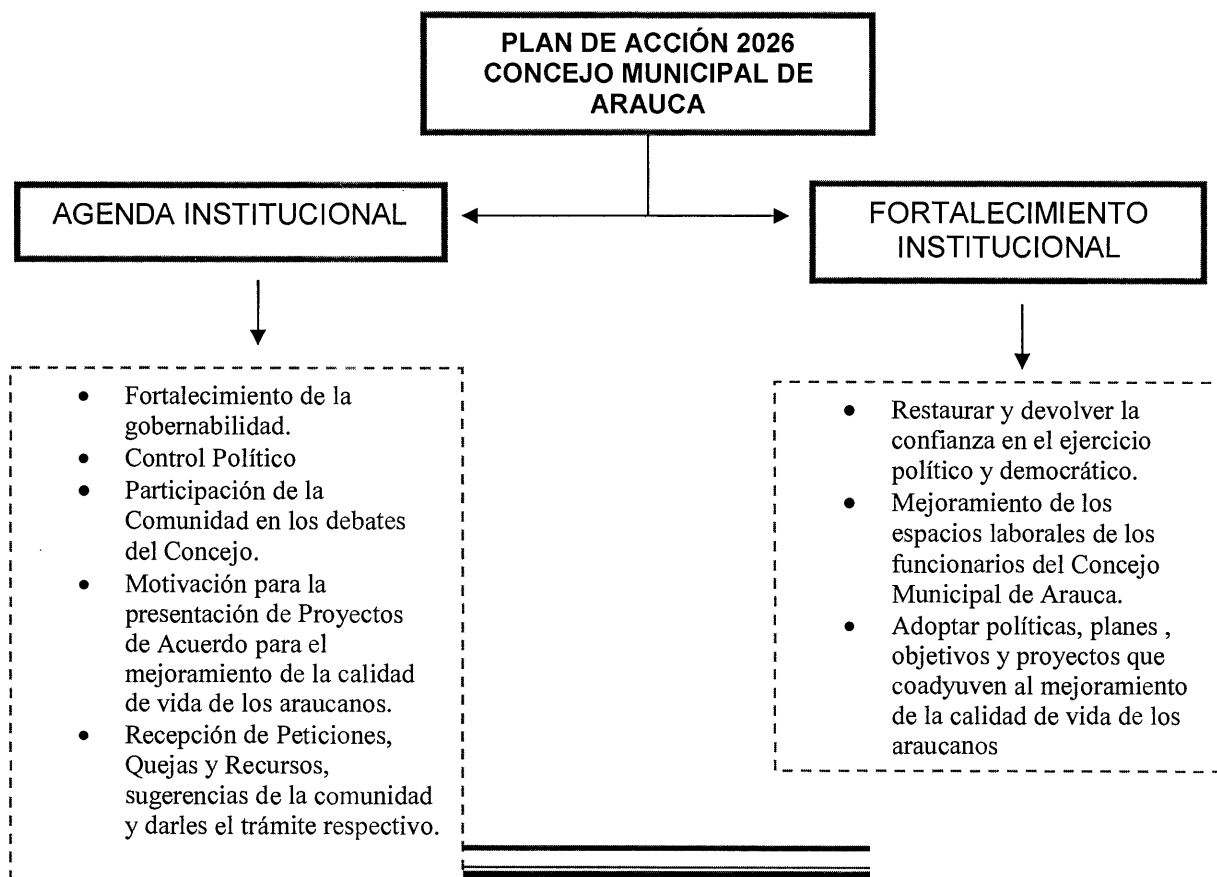 PLAN DE ACCIÓN 2026
CONCEJO MUNICIPAL DE
ARAUCA
AGENDA INSTITUCIONAL
FORTALECIMIENTO
INSTITUCIONAL
• Fortalecimiento de la
gobernabilidad.
• Control Político
• Participación de la
Comunidad en los debates
del Concejo.
• Motivación para la
presentación de Proyectos
de Acuerdo para el
mejoramiento de la calidad
de vida de los araucanos.
• Recepción de Peticiones,
Quejas y Recursos,
sugerencias de la comunidad
y darles el trámite respectivo.
• Restaurar y devolver la
confianza en el ejercicio
político y democrático.
• Mejoramiento de los
espacios laborales de los
funcionarios del Concejo
Municipal de Arauca.
• Adoptar políticas, planes ,
objetivos y proyectos que
coadyuven al mejoramiento
de la calidad de vida de los
araucanos